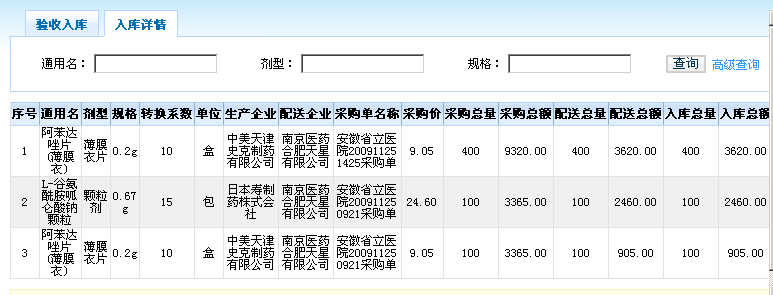 验收入库 入库详情
通用名： 剂型： 规格： 查询 高级查询
序号 通用名 剂型 规格 转换系数 单位 生产企业 配送企业 采购单名称 采购价 采购总量 采购总额 配送总量 配送总额 入库总量 入库总额
阿苯达
唑片
(薄膜
衣)
薄膜
衣片
1 0.2g 10 盒
中美天津
史克制药
有限公司
南京医药
合肥天星
有限公司
安徽省立医
院20091125
1425采购单
9.05 400 9320.00 400 3620.00 400 3620.00
L-谷氨
酰胺呱
仑酸钠
颗粒
颗粒
剂
0.67
g
2 15 包
日本寿制
药株式会
社
南京医药
合肥天星
有限公司
安徽省立医
院20091125
0921采购单
24.60 100 3365.00 100 2460.00 100 2460.00
阿苯达
唑片
(薄膜
衣)
薄膜
衣片
3 0.2g 10 盒
中美天津
史克制药
有限公司
南京医药
合肥天星
有限公司
安徽省立医
院20091125
0921采购单
9.05 100 3365.00 100 905.00 100 905.00